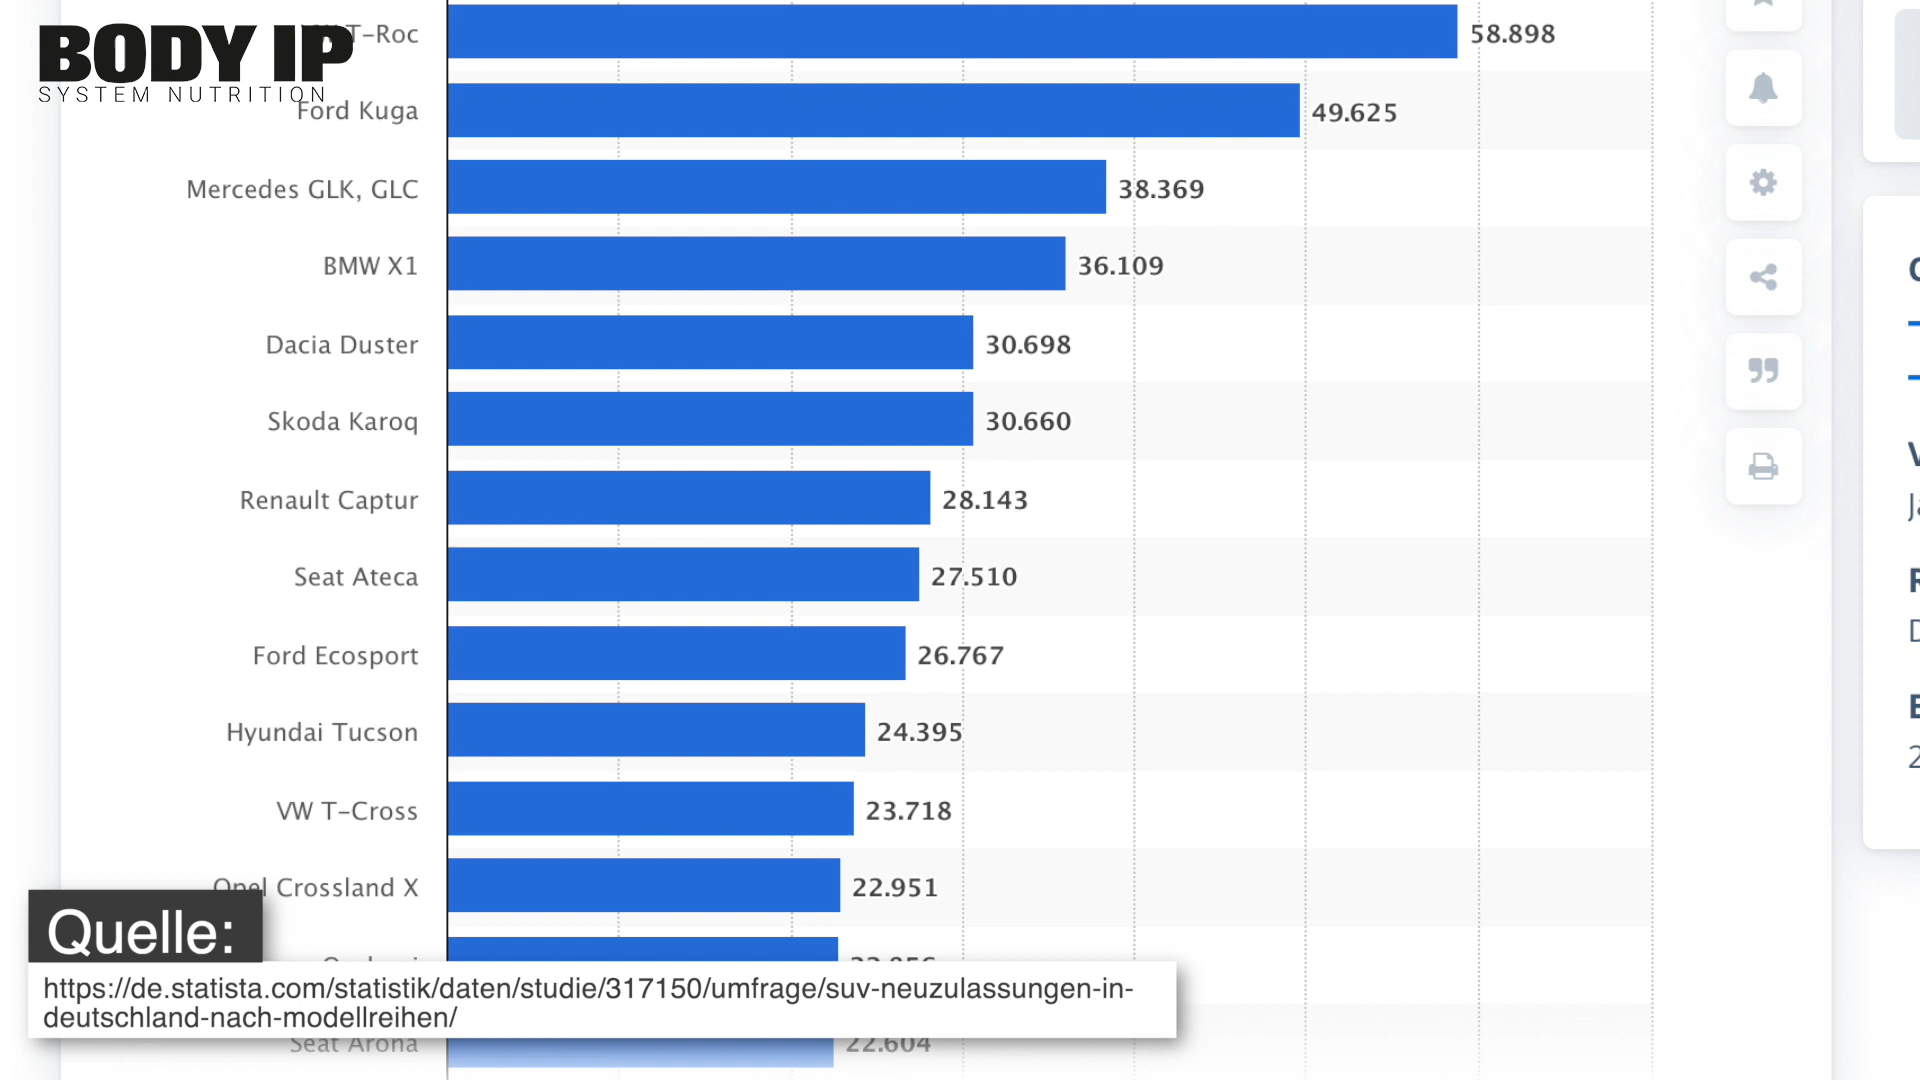 BODY IP
SYSTEM NUTRITION
T-Roc 58.898
Ford Kuga 49.625
Mercedes GLK, GLC 38.369
BMW X1 36.109
Dacia Duster 30.698
Skoda Karoq 30.660
Renault Captur 28.143
Seat Ateca 27.510
Ford Ecosport 26.767
Hyundai Tucson 24.395
VW T-Cross 23.718
Opel Crossland X 22.951
Quelle:
https://de.statista.com/statistik/daten/studie/317150/umfrage/suv-neuzulassungen-in-
deutschland-nach-modellreihen/
Seat Arona 22.604